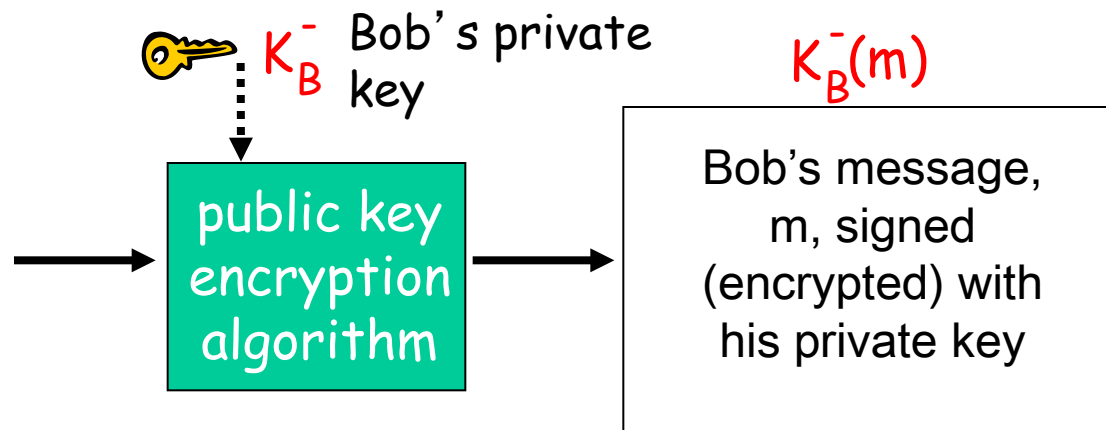 K_B^- Bob's private
key
K_B^-(m)
public key
encryption
algorithm
Bob's message,
m, signed
(encrypted) with
his private key